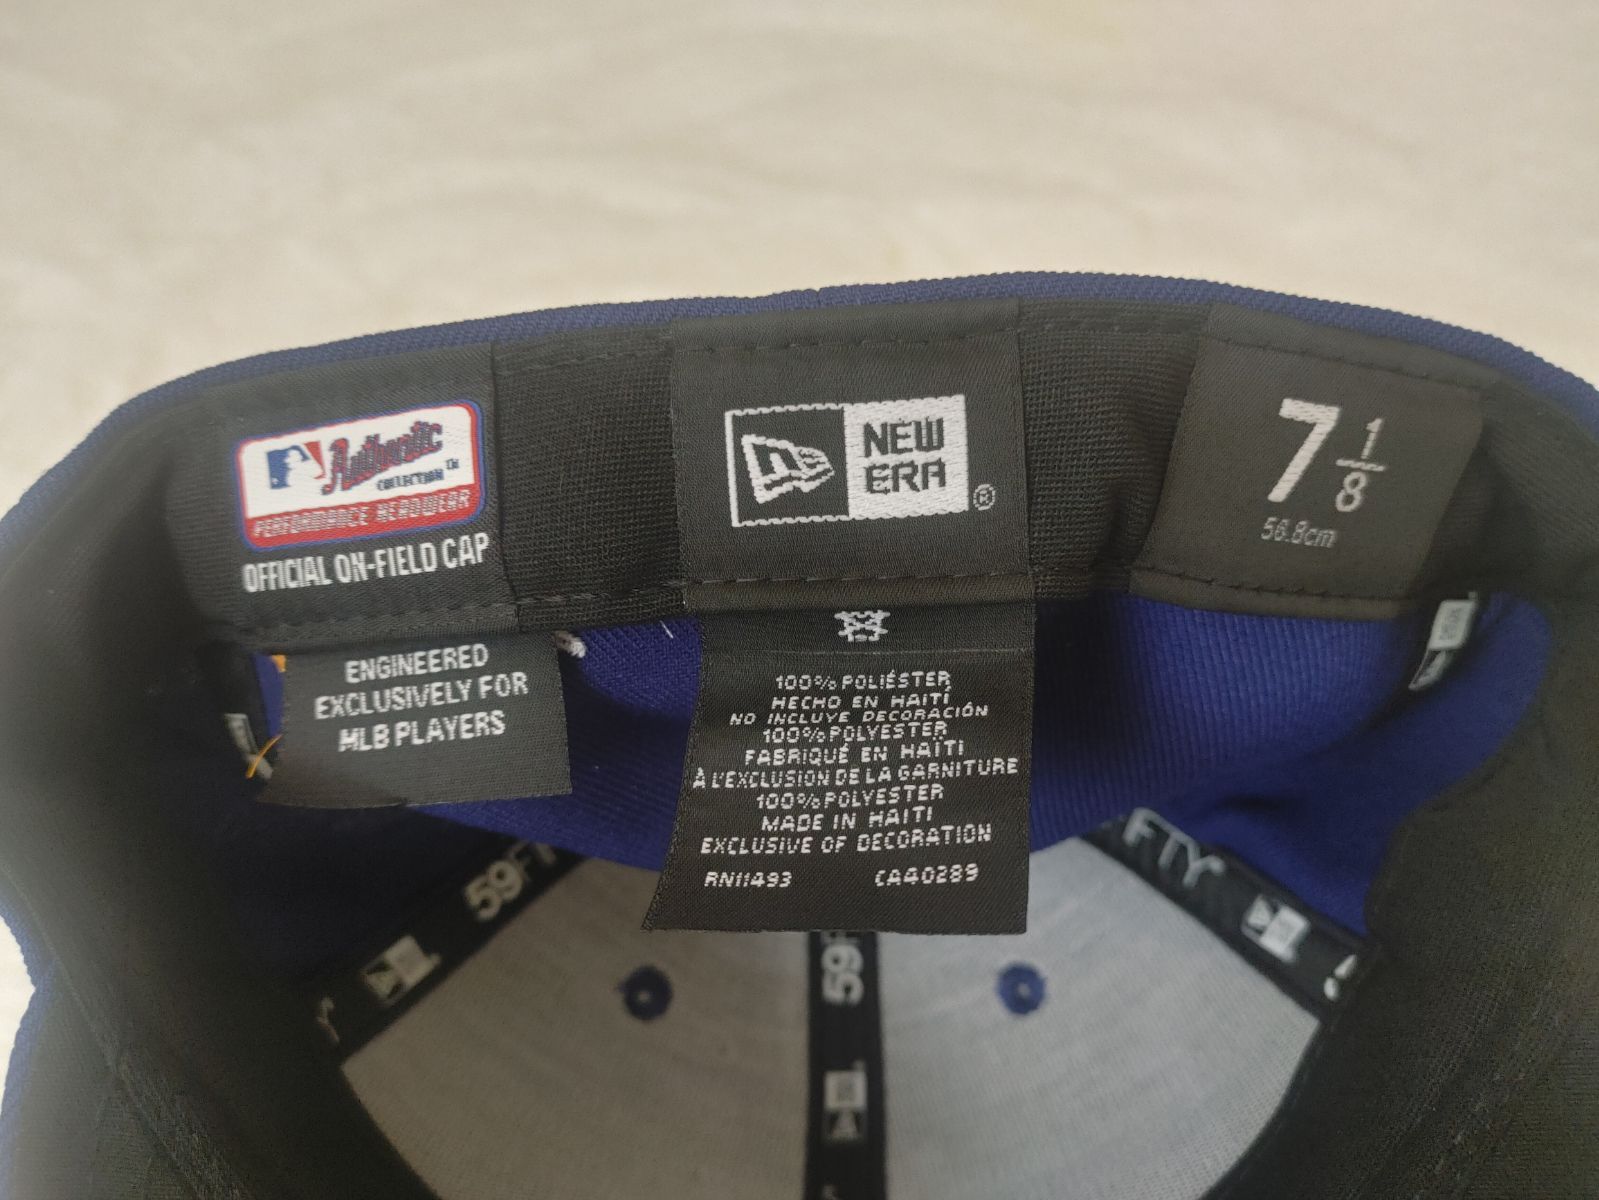 Authentic
COLLECTION™
PERFORMANCE HEADWEAR
OFFICIAL ON-FIELD CAP
ENGINEERED
EXCLUSIVELY FOR
MLB PLAYERS
NEW
ERA®
100% POLIÉSTER
HECHO EN HAITÍ
NO INCLUYE DECORACIÓN
100% POLYESTER
FABRIQUÉ EN HAÏTI
À L'EXCLUSION DE LA GARNITURE
100% POLYESTER
MADE IN HAITI
EXCLUSIVE OF DECORATION
RN11493 CA40289
7 1/8
56.8cm
59F
FTY
59F